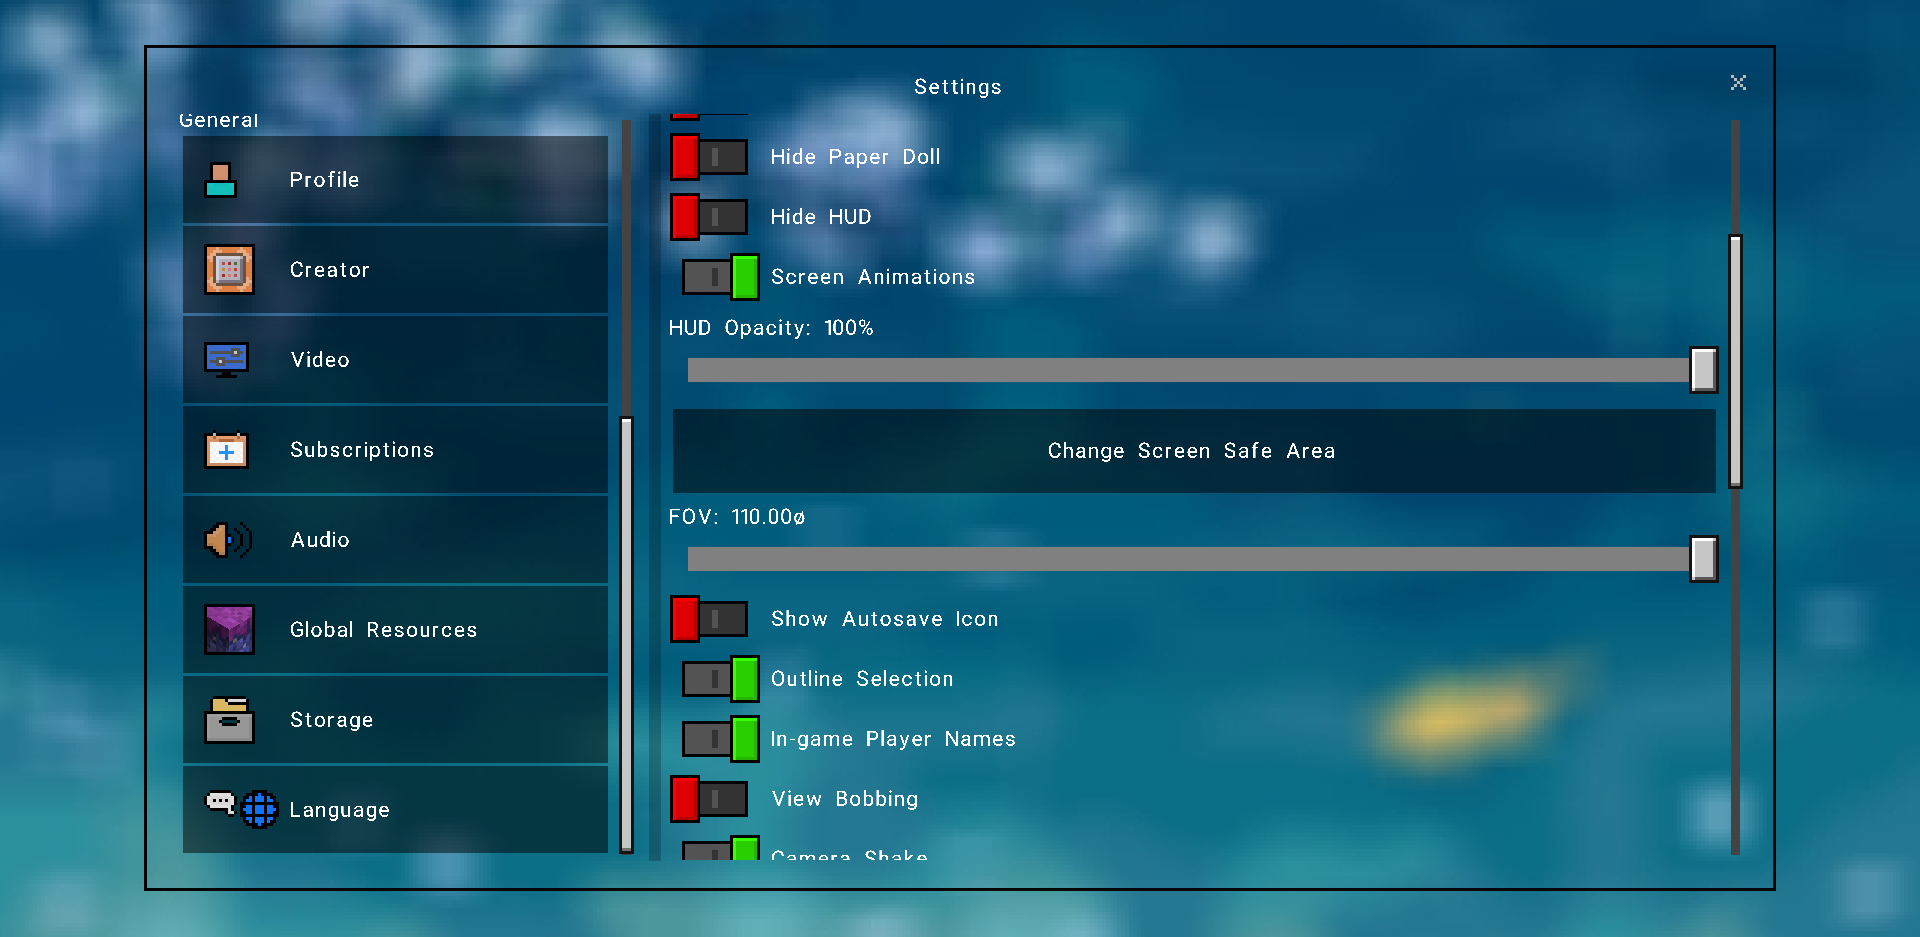 Settings
General
Profile
Creator
Video
Subscriptions
Audio
Global Resources
Storage
Language
Hide Paper Doll
Hide HUD
Screen Animations
HUD Opacity: 100%
Change Screen Safe Area
FOV: 110.00ø
Show Autosave Icon
Outline Selection
In-game Player Names
View Bobbing
Camera Shake